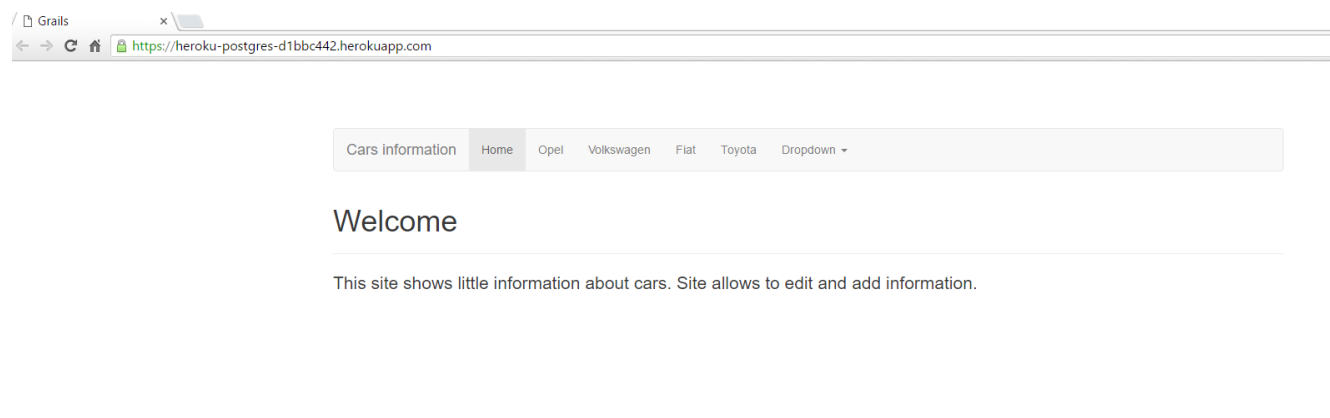 Grails
https://heroku-postgres-d1bbc442.herokuapp.com
Cars information Home Opel Volkswagen Fiat Toyota Dropdown
Welcome
This site shows little information about cars. Site allows to edit and add information.